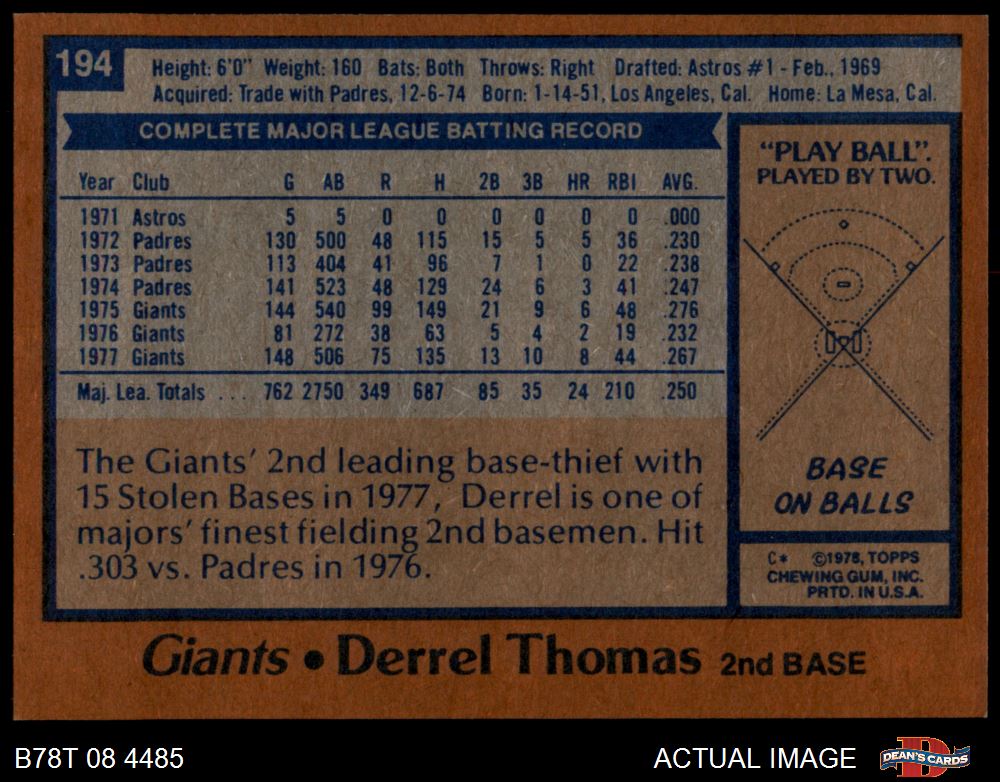 194
Height: 6'0" Weight: 160 Bats: Both Throws: Right Drafted: Astros #1 - Feb., 1969
Acquired: Trade with Padres, 12-6-74 Born: 1-14-51, Los Angeles, Cal. Home: La Mesa, Cal.
COMPLETE MAJOR LEAGUE BATTING RECORD
Year Club G AB R H 2B 3B HR RBI AVG.
1971 Astros 5 5 0 0 0 0 0 0 .000
1972 Padres 130 500 48 115 15 5 5 36 .230
1973 Padres 113 404 41 96 7 1 0 22 .238
1974 Padres 141 523 48 129 24 6 3 41 .247
1975 Giants 144 540 99 149 21 9 6 48 .276
1976 Giants 81 272 38 63 5 4 2 19 .232
1977 Giants 148 506 75 135 13 10 8 44 .267
Maj. Lea. Totals ... 762 2750 349 687 85 35 24 210 .250
The Giants' 2nd leading base-thief with
15 Stolen Bases in 1977, Derrel is one of
majors' finest fielding 2nd basemen. Hit
.303 vs. Padres in 1976.
"PLAY BALL".
PLAYED BY TWO.
BASE
ON BALLS
C* ©1978, TOPPS
CHEWING GUM, INC.
PRTD. IN U.S.A.
Giants • Derrel Thomas 2nd BASE
B78T 08 4485
ACTUAL IMAGE
DEAN'S CARDS